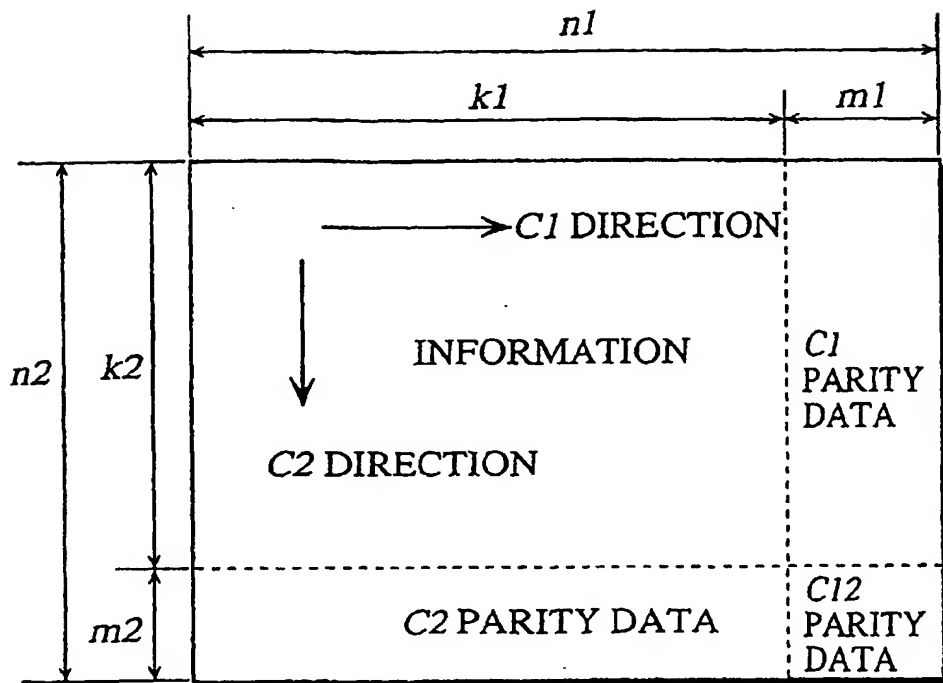 n1
k1 m1
C1 DIRECTION
INFORMATION
C1
PARITY
DATA
n2 k2
C2 DIRECTION
m2
C2 PARITY DATA
C12
PARITY
DATA